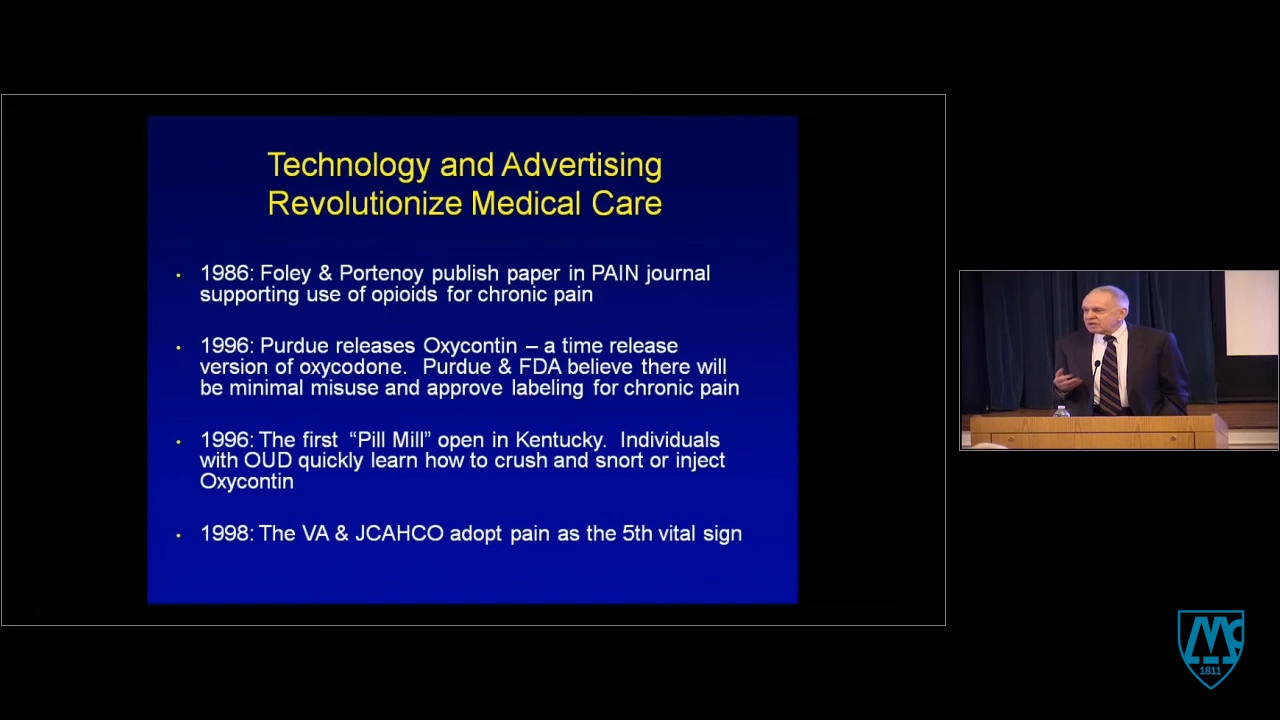 Technology and Advertising
Revolutionize Medical Care
• 1986: Foley & Portenoy publish paper in PAIN journal
supporting use of opioids for chronic pain
• 1996: Purdue releases Oxycontin – a time release
version of oxycodone. Purdue & FDA believe there will
be minimal misuse and approve labeling for chronic pain
• 1996: The first “Pill Mill” open in Kentucky. Individuals
with OUD quickly learn how to crush and snort or inject
Oxycontin
• 1998: The VA & JCAHCO adopt pain as the 5th vital sign
1811